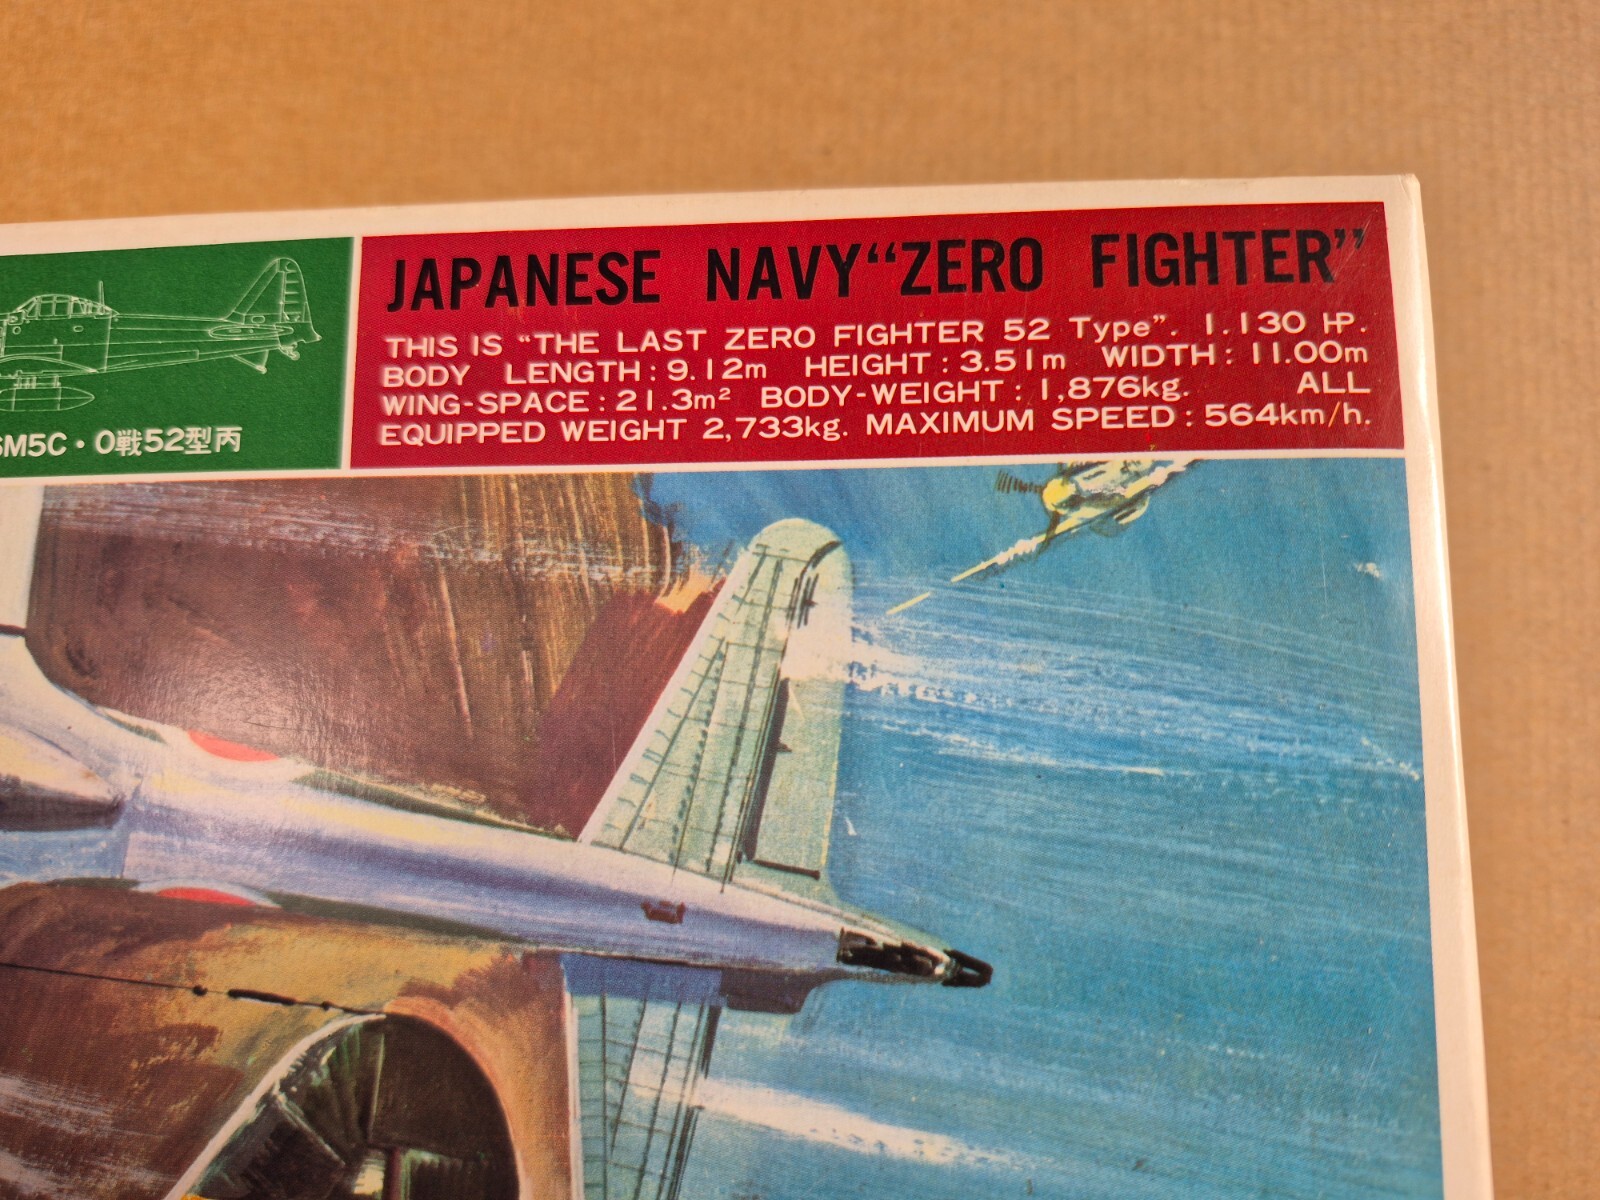 JAPANESE NAVY “ZERO FIGHTER”
THIS IS “THE LAST ZERO FIGHTER 52 Type”. 1.130 HP.
BODY LENGTH : 9.12m HEIGHT : 3.51m WIDTH : 11.00m
WING-SPACE : 21.3m² BODY-WEIGHT : 1,876kg. ALL
EQUIPPED WEIGHT 2,733kg. MAXIMUM SPEED : 564km/h.
6M5C・0戦52型丙